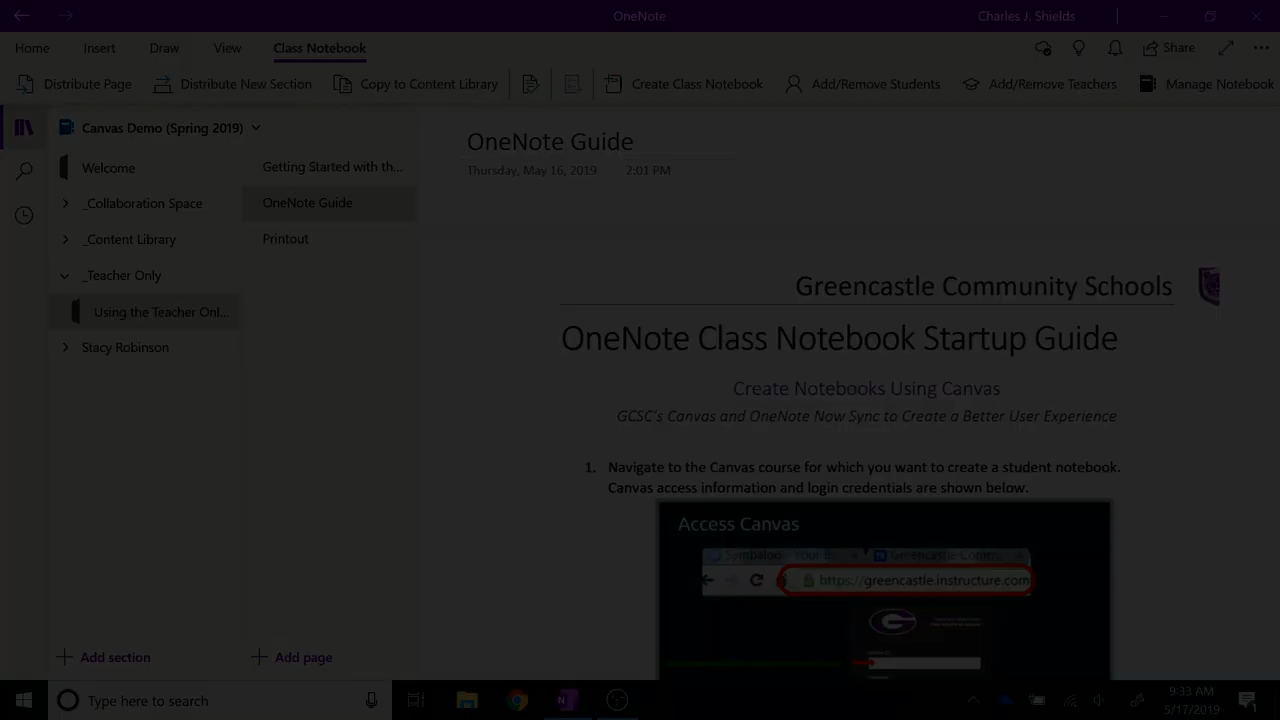 OneNote
Charles J. Shields
Home Insert Draw View Class Notebook
Share
Distribute Page Distribute New Section Copy to Content Library Create Class Notebook Add/Remove Students Add/Remove Teachers Manage Notebook
Canvas Demo (Spring 2019)
Welcome
_Collaboration Space
_Content Library
_Teacher Only
Using the Teacher Onl...
Stacy Robinson
Add section
Getting Started with th...
OneNote Guide
Printout
Add page
OneNote Guide
Thursday, May 16, 2019 2:01 PM
Greencastle Community Schools
OneNote Class Notebook Startup Guide
Create Notebooks Using Canvas
GCSC's Canvas and OneNote Now Sync to Create a Better User Experience
1. Navigate to the Canvas course for which you want to create a student notebook.
Canvas access information and login credentials are shown below.
Access Canvas
Symbaloo - Your Greencastle
https://greencastle.instructure.com
Type here to search
9:33 AM
5/17/2019
1